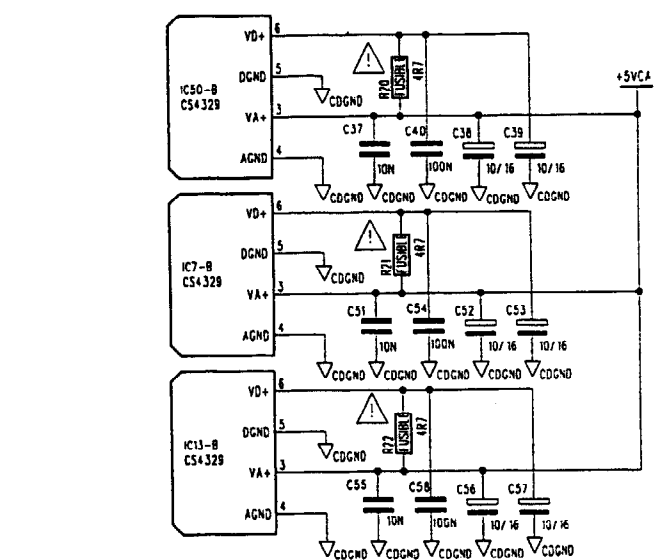 VD+ 6
DGND 5
IC50-B
CS4329
VA+ 3
AGND 4
CDGND
!
R20 FUSIBLE 4R7
+5VCA
C37 C40 C38 C39
10N 100N 10/16 10/16
CDGND CDGND CDGND CDGND CDGND
VD+ 6
DGND 5
IC7-B
CS4329
VA+ 3
AGND 4
CDGND
!
R21 FUSIBLE 4R7
C51 C54 C52 C53
10N 100N 10/16 10/16
CDGND CDGND CDGND CDGND CDGND
VD+ 6
DGND 5
IC13-B
CS4329
VA+ 3
AGND 4
CDGND
!
R22 FUSIBLE 4R7
C55 C58 C56 C57
10N 100N 10/16 10/16
CDGND CDGND CDGND CDGND CDGND